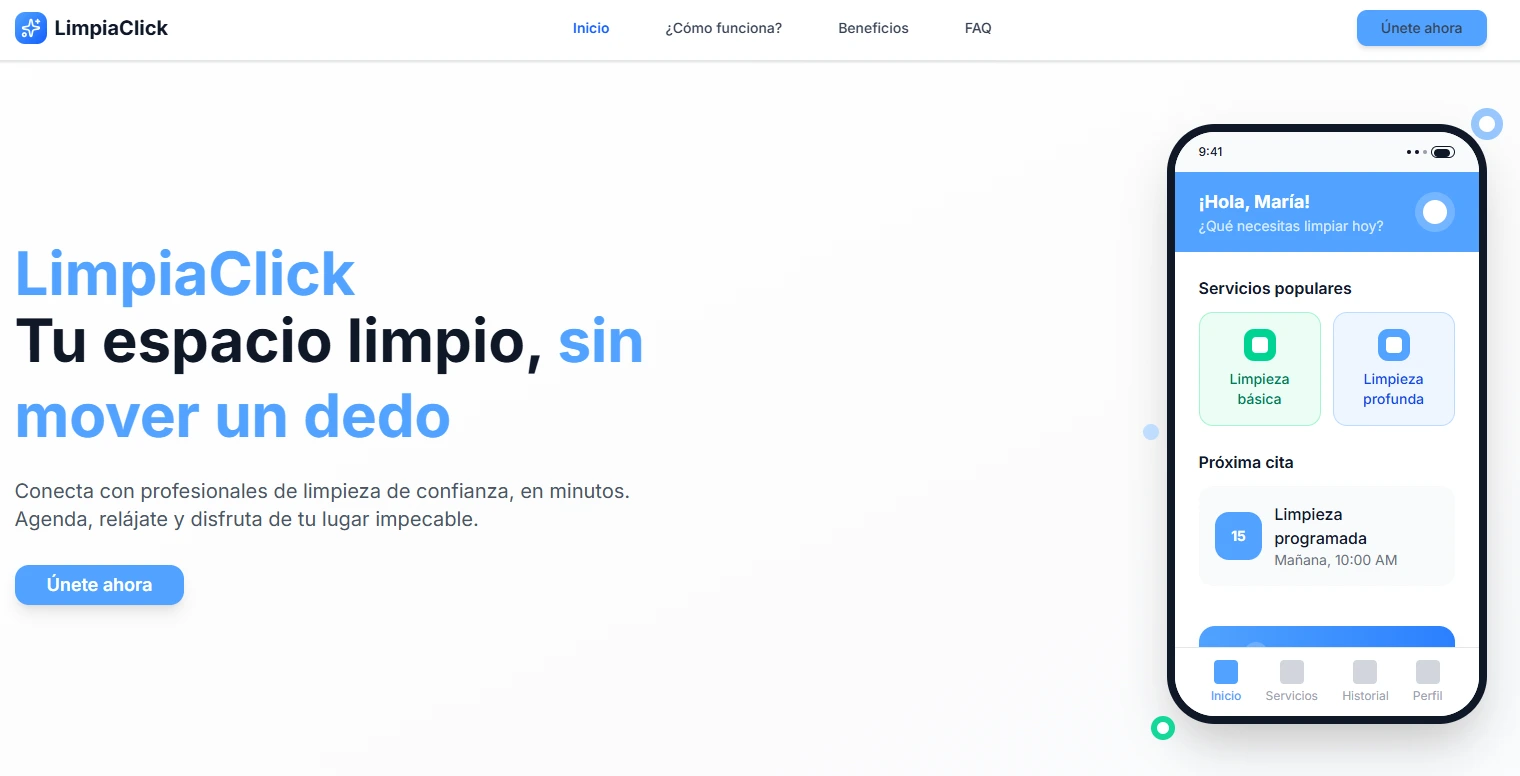 LimpiaClick
Inicio
¿Cómo funciona?
Beneficios
FAQ
Únete ahora
LimpiaClick
Tu espacio limpio, sin
mover un dedo
Conecta con profesionales de limpieza de confianza, en minutos.
Agenda, relájate y disfruta de tu lugar impecable.
Únete ahora
9:41
¡Hola, María!
¿Qué necesitas limpiar hoy?
Servicios populares
Limpieza
básica
Limpieza
profunda
Próxima cita
15
Limpieza
programada
Mañana, 10:00 AM
Inicio
Servicios
Historial
Perfil